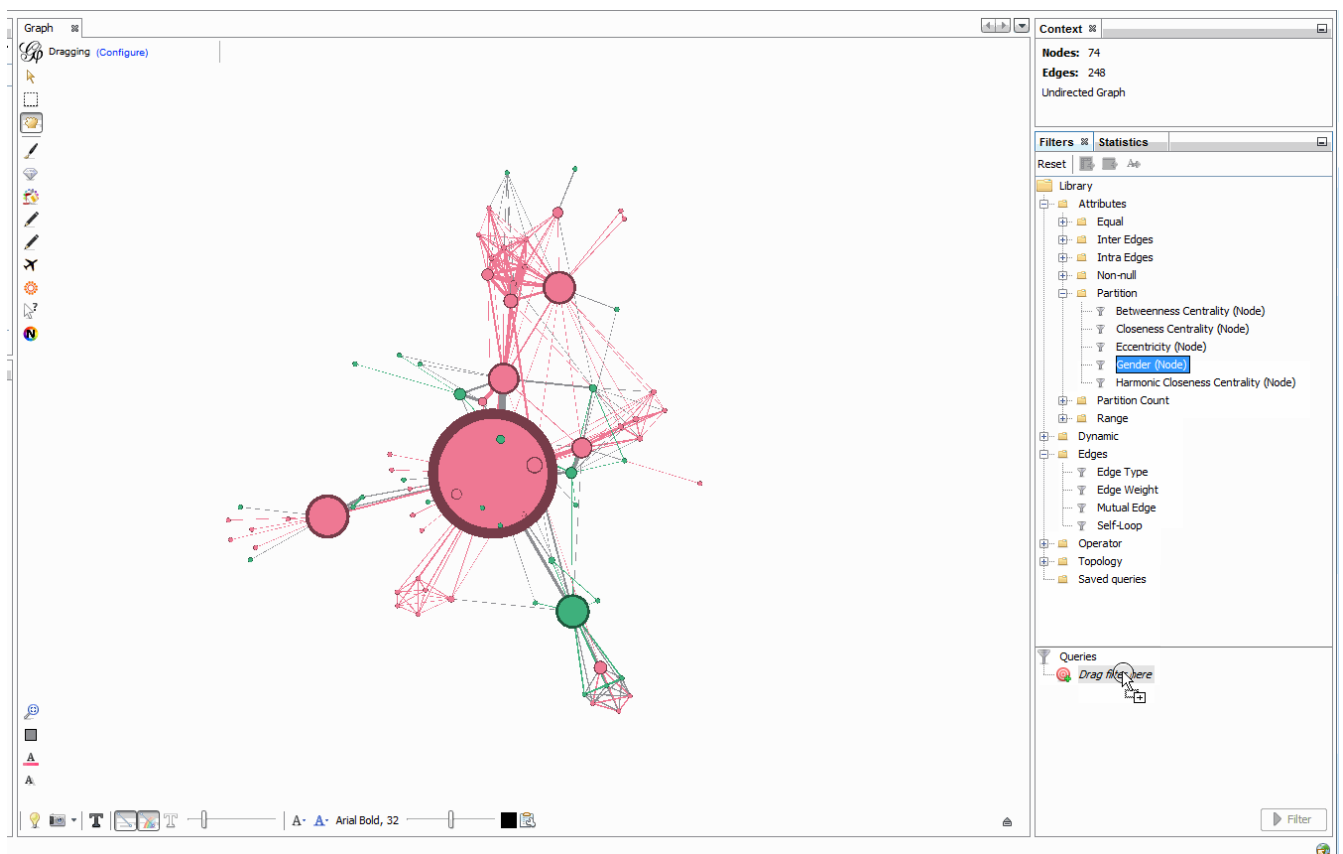 Graph
Dragging (Configure)
Context
Nodes: 74
Edges: 248
Undirected Graph
Filters Statistics
Reset
Library
Attributes
Equal
Inter Edges
Intra Edges
Non-null
Partition
Betweenness Centrality (Node)
Closeness Centrality (Node)
Eccentricity (Node)
Gender (Node)
Harmonic Closeness Centrality (Node)
Partition Count
Range
Dynamic
Edges
Edge Type
Edge Weight
Mutual Edge
Self-Loop
Operator
Topology
Saved queries
Queries
Drag filter here
A
A
T T A- A- Arial Bold, 32
Filter